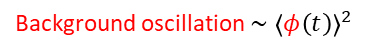 Background oscillation ~ ⟨𝜙(𝑡)⟩²